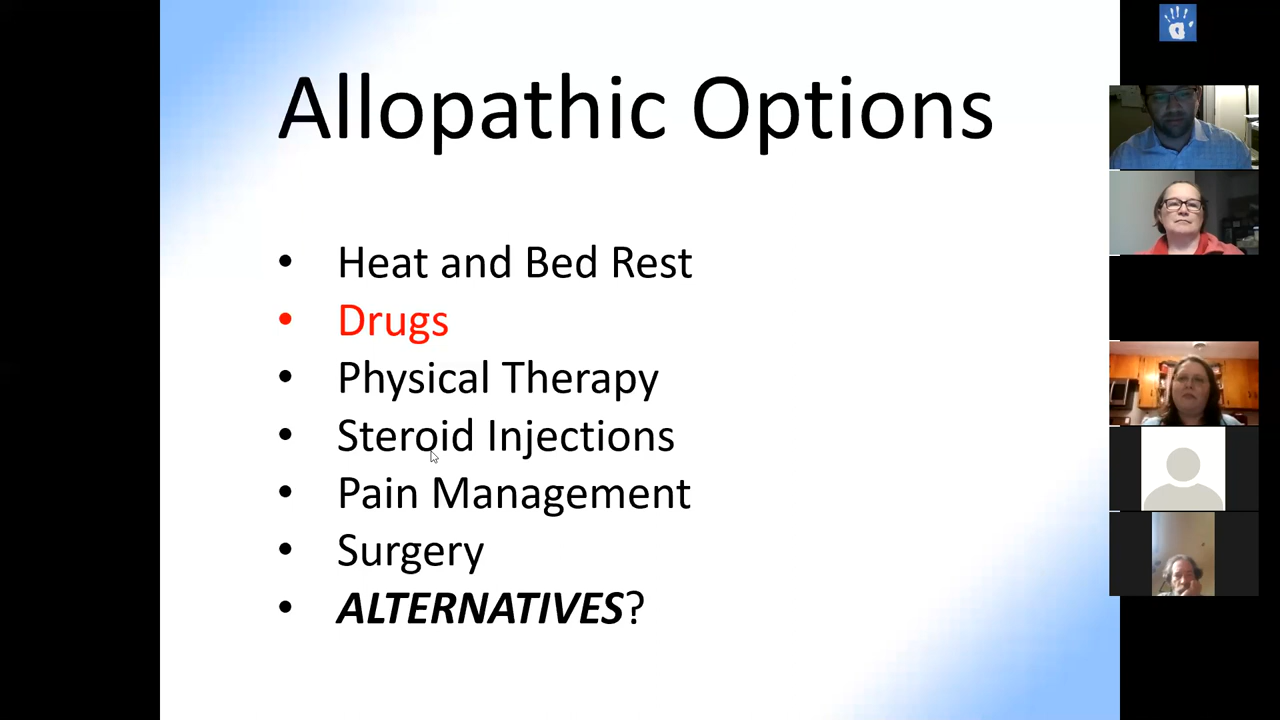 Allopathic Options
• Heat and Bed Rest
• Drugs
• Physical Therapy
• Steroid Injections
• Pain Management
• Surgery
• ALTERNATIVES?